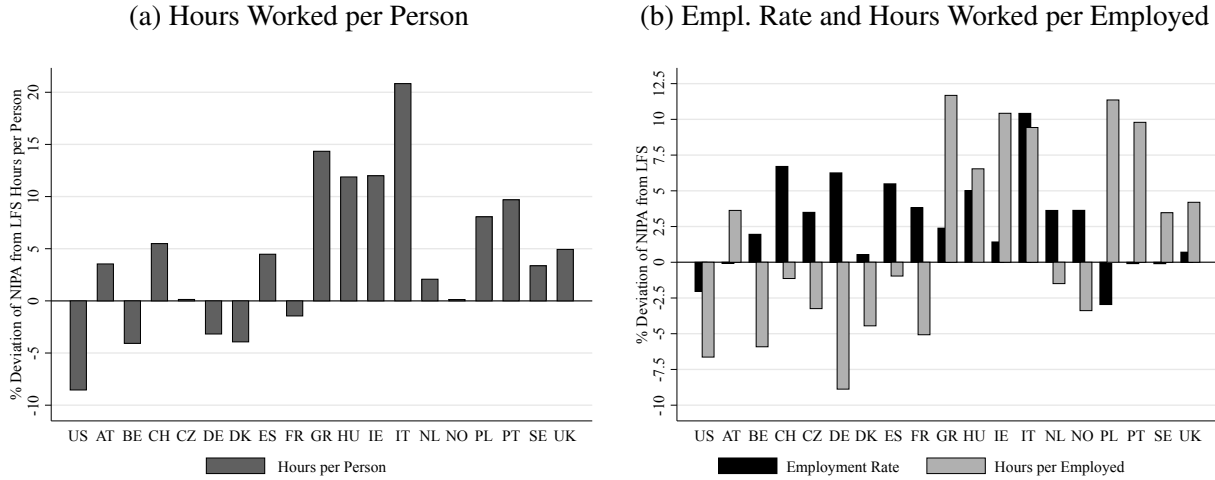 (a) Hours Worked per Person
% Deviation of NIPA from LFS Hours per Person
20
15
10
5
0
-5
-10
US AT BE CH CZ DE DK ES FR GR HU IE IT NL NO PL PT SE UK
Hours per Person
(b) Empl. Rate and Hours Worked per Employed
% Deviation of NIPA from LFS
12.5
10
7.5
5
2.5
0
-2.5
-5
-7.5
-10
US AT BE CH CZ DE DK ES FR GR HU IE IT NL NO PL PT SE UK
Employment Rate Hours per Employed